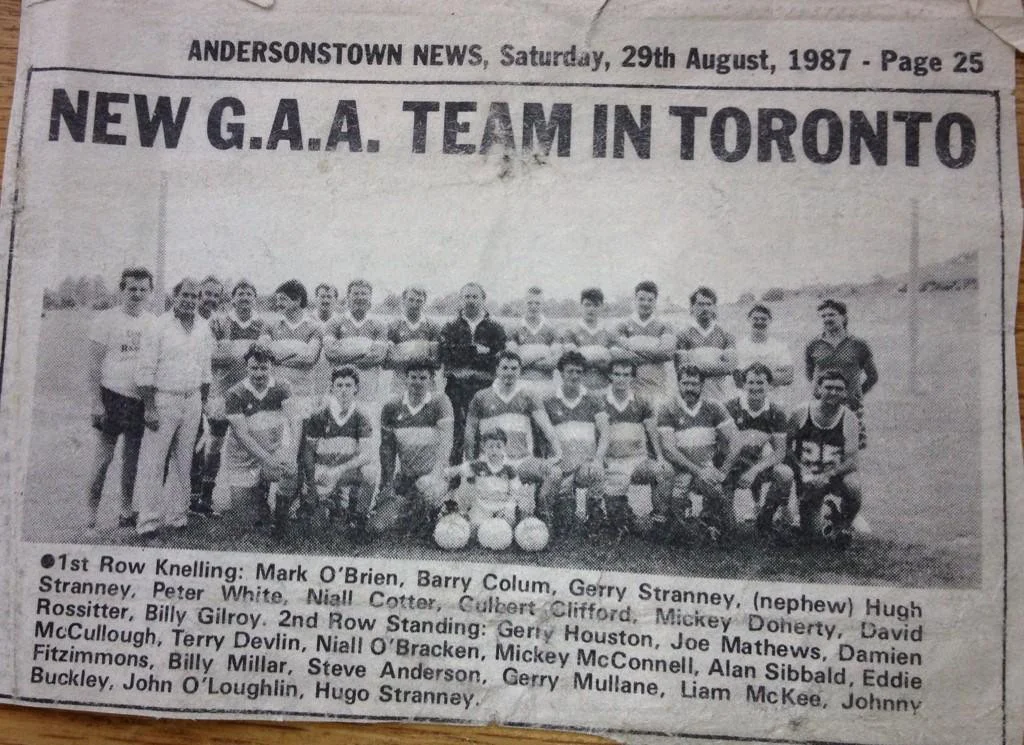 ANDERSONSTOWN NEWS, Saturday, 29th August, 1987 - Page 25
NEW G.A.A. TEAM IN TORONTO
25
●1st Row Knelling: Mark O'Brien, Barry Colum, Gerry Stranney, (nephew) Hugh
Stranney, Peter White, Niall Cotter, Culbert Clifford, Mickey Doherty, David
Rossitter, Billy Gilroy. 2nd Row Standing: Gerry Houston, Joe Mathews, Damien
McCullough, Terry Devlin, Niall O'Bracken, Mickey McConnell, Alan Sibbald, Eddie
Fitzimmons, Billy Millar, Steve Anderson, Gerry Mullane, Liam McKee, Johnny
Buckley, John O'Loughlin, Hugo Stranney.